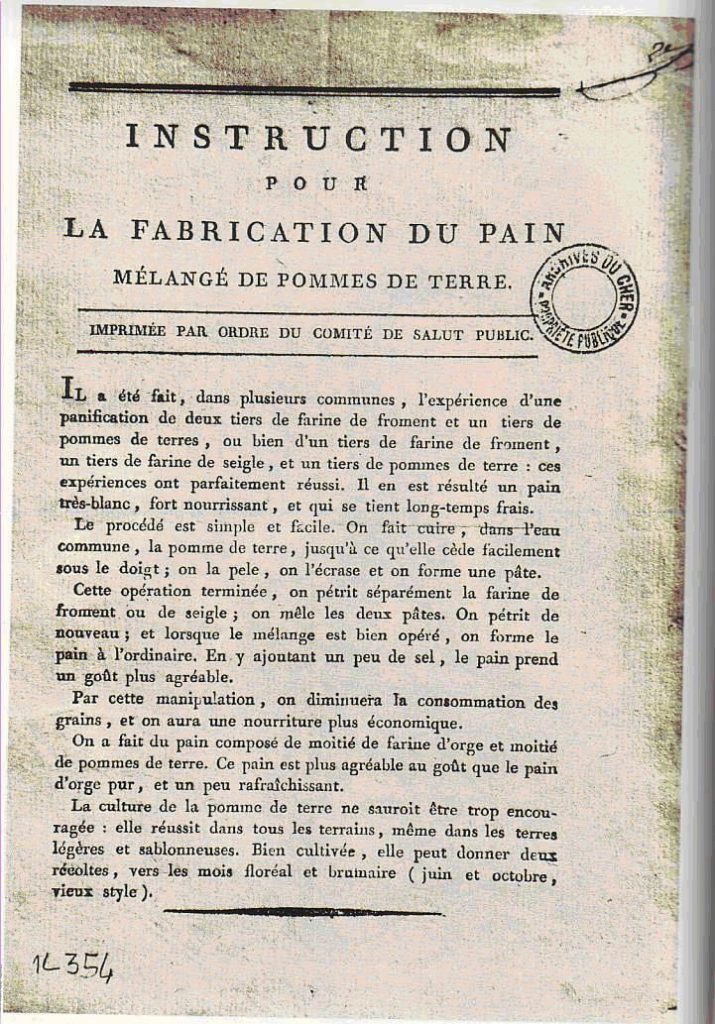 INSTRUCTION
POUR
LA FABRICATION DU PAIN
MÉLANGÉ DE POMMES DE TERRE.
ARCHIVES DU CHER
PROPRIÉTÉ PUBLIQUE
IMPRIMÉE PAR ORDRE DU COMITÉ DE SALUT PUBLIC.
IL a été fait, dans plusieurs communes, l'expérience d'une
panification de deux tiers de farine de froment et un tiers de
pommes de terres, ou bien d'un tiers de farine de froment,
un tiers de farine de seigle, et un tiers de pommes de terre : ces
expériences ont parfaitement réussi. Il en est résulté un pain
très-blanc, fort nourrissant, et qui se tient long-temps frais.
Le procédé est simple et facile. On fait cuire, dans l'eau
commune, la pomme de terre, jusqu'à ce qu'elle cède facilement
sous le doigt ; on la pele, on l'écrase et on forme une pâte.
Cette opération terminée, on pétrit séparément la farine de
froment ou de seigle ; on mêle les deux pâtes. On pétrit de
nouveau ; et lorsque le mélange est bien opéré, on forme le
pain à l'ordinaire. En y ajoutant un peu de sel, le pain prend
un goût plus agréable.
Par cette manipulation, on diminuera la consommation des
grains, et on aura une nourriture plus économique.
On a fait du pain composé de moitié de farine d'orge et moitié
de pommes de terre. Ce pain est plus agréable au goût que le pain
d'orge pur, et un peu rafraîchissant.
La culture de la pomme de terre ne sauroit être trop encou-
ragée : elle réussit dans tous les terrains, même dans les terres
légères et sablonneuses. Bien cultivée, elle peut donner deux
récoltes, vers les mois floréal et brumaire ( juin et octobre,
vieux style ).
1L 354